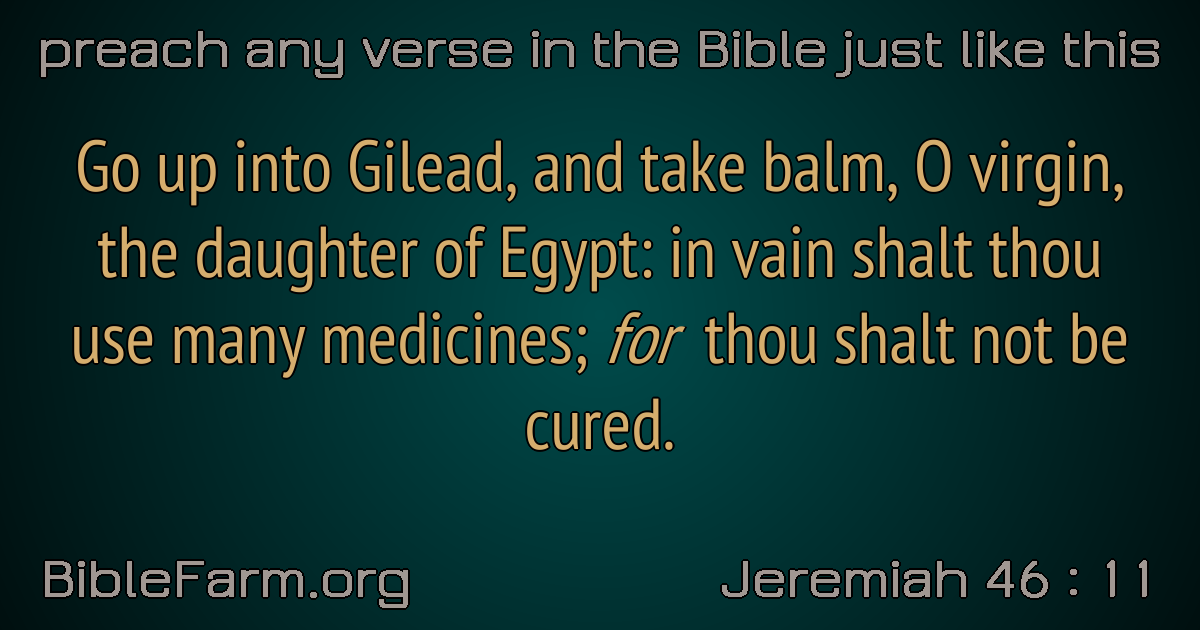 preach any verse in the Bible just like this
Go up into Gilead, and take balm, O virgin,
the daughter of Egypt: in vain shalt thou
use many medicines; for thou shalt not be
cured.
BibleFarm.org
Jeremiah 46 : 11